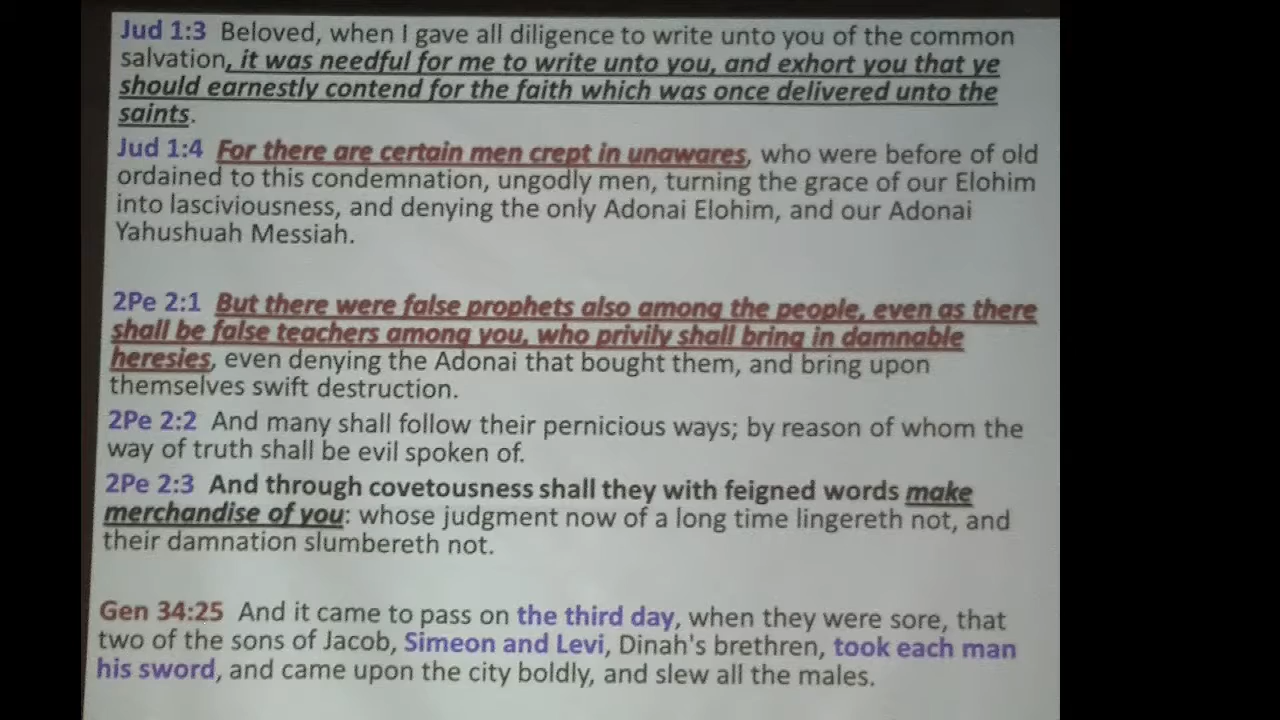 Jud 1:3 Beloved, when I gave all diligence to write unto you of the common
salvation, it was needful for me to write unto you, and exhort you that ye
should earnestly contend for the faith which was once delivered unto the
saints.
Jud 1:4 For there are certain men crept in unawares, who were before of old
ordained to this condemnation, ungodly men, turning the grace of our Elohim
into lasciviousness, and denying the only Adonai Elohim, and our Adonai
Yahushuah Messiah.
2Pe 2:1 But there were false prophets also among the people, even as there
shall be false teachers among you, who privily shall bring in damnable
heresies, even denying the Adonai that bought them, and bring upon
themselves swift destruction.
2Pe 2:2 And many shall follow their pernicious ways; by reason of whom the
way of truth shall be evil spoken of.
2Pe 2:3 And through covetousness shall they with feigned words make
merchandise of you: whose judgment now of a long time lingereth not, and
their damnation slumbereth not.
Gen 34:25 And it came to pass on the third day, when they were sore, that
two of the sons of Jacob, Simeon and Levi, Dinah's brethren, took each man
his sword, and came upon the city boldly, and slew all the males.